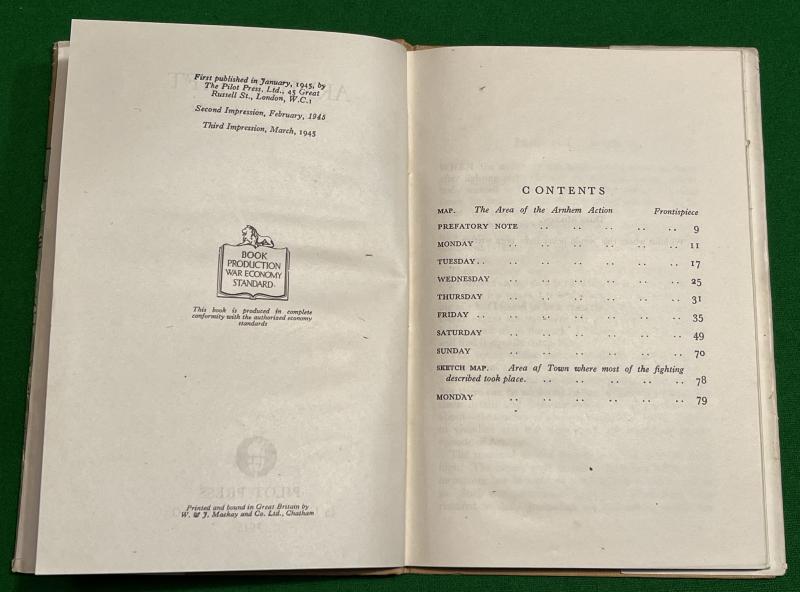 First published in January, 1945, by
The Pilot Press, Ltd., 45 Great
Russell St., London, W.C.1
Second Impression, February, 1945
Third Impression, March, 1945
BOOK
PRODUCTION
WAR ECONOMY
STANDARD
This book is produced in complete
conformity with the authorized economy
standards
PILOT PRESS
Printed and bound in Great Britain by
W. & J. Mackay and Co. Ltd., Chatham
CONTENTS
MAP. The Area of the Arnhem Action Frontispiece
PREFATORY NOTE .. .. .. .. .. 9
MONDAY .. .. .. .. .. .. 11
TUESDAY .. .. .. .. .. .. 17
WEDNESDAY .. .. .. .. .. .. 25
THURSDAY .. .. .. .. .. .. 31
FRIDAY .. .. .. .. .. .. .. 35
SATURDAY .. .. .. .. .. .. 49
SUNDAY .. .. .. .. .. .. 70
SKETCH MAP. Area af Town where most of the fighting
described took place. .. .. .. .. .. 78
MONDAY .. .. .. .. .. .. 79